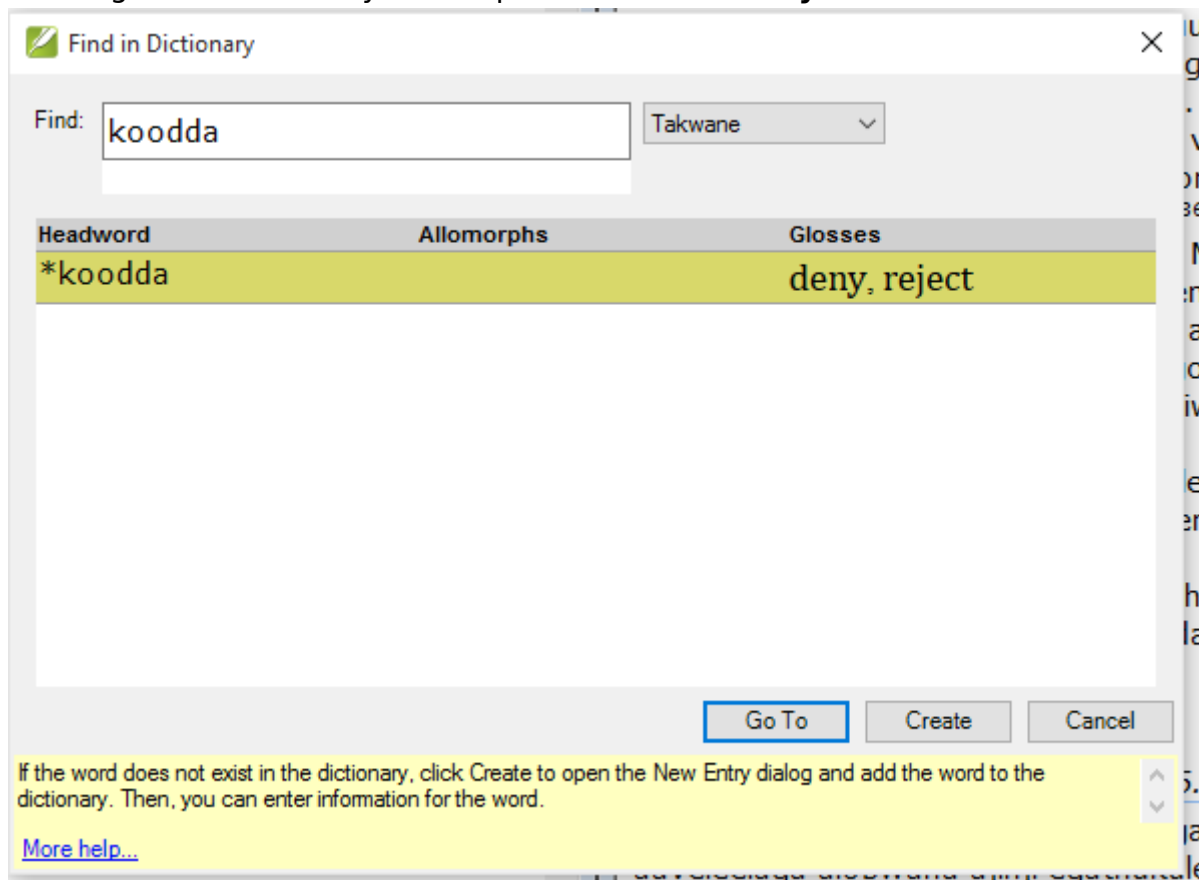 Find in Dictionary
Find: koodda Takwane
Headword Allomorphs Glosses
*koodda deny, reject
Go To Create Cancel
If the word does not exist in the dictionary, click Create to open the New Entry dialog and add the word to the
dictionary. Then, you can enter information for the word.
More help...